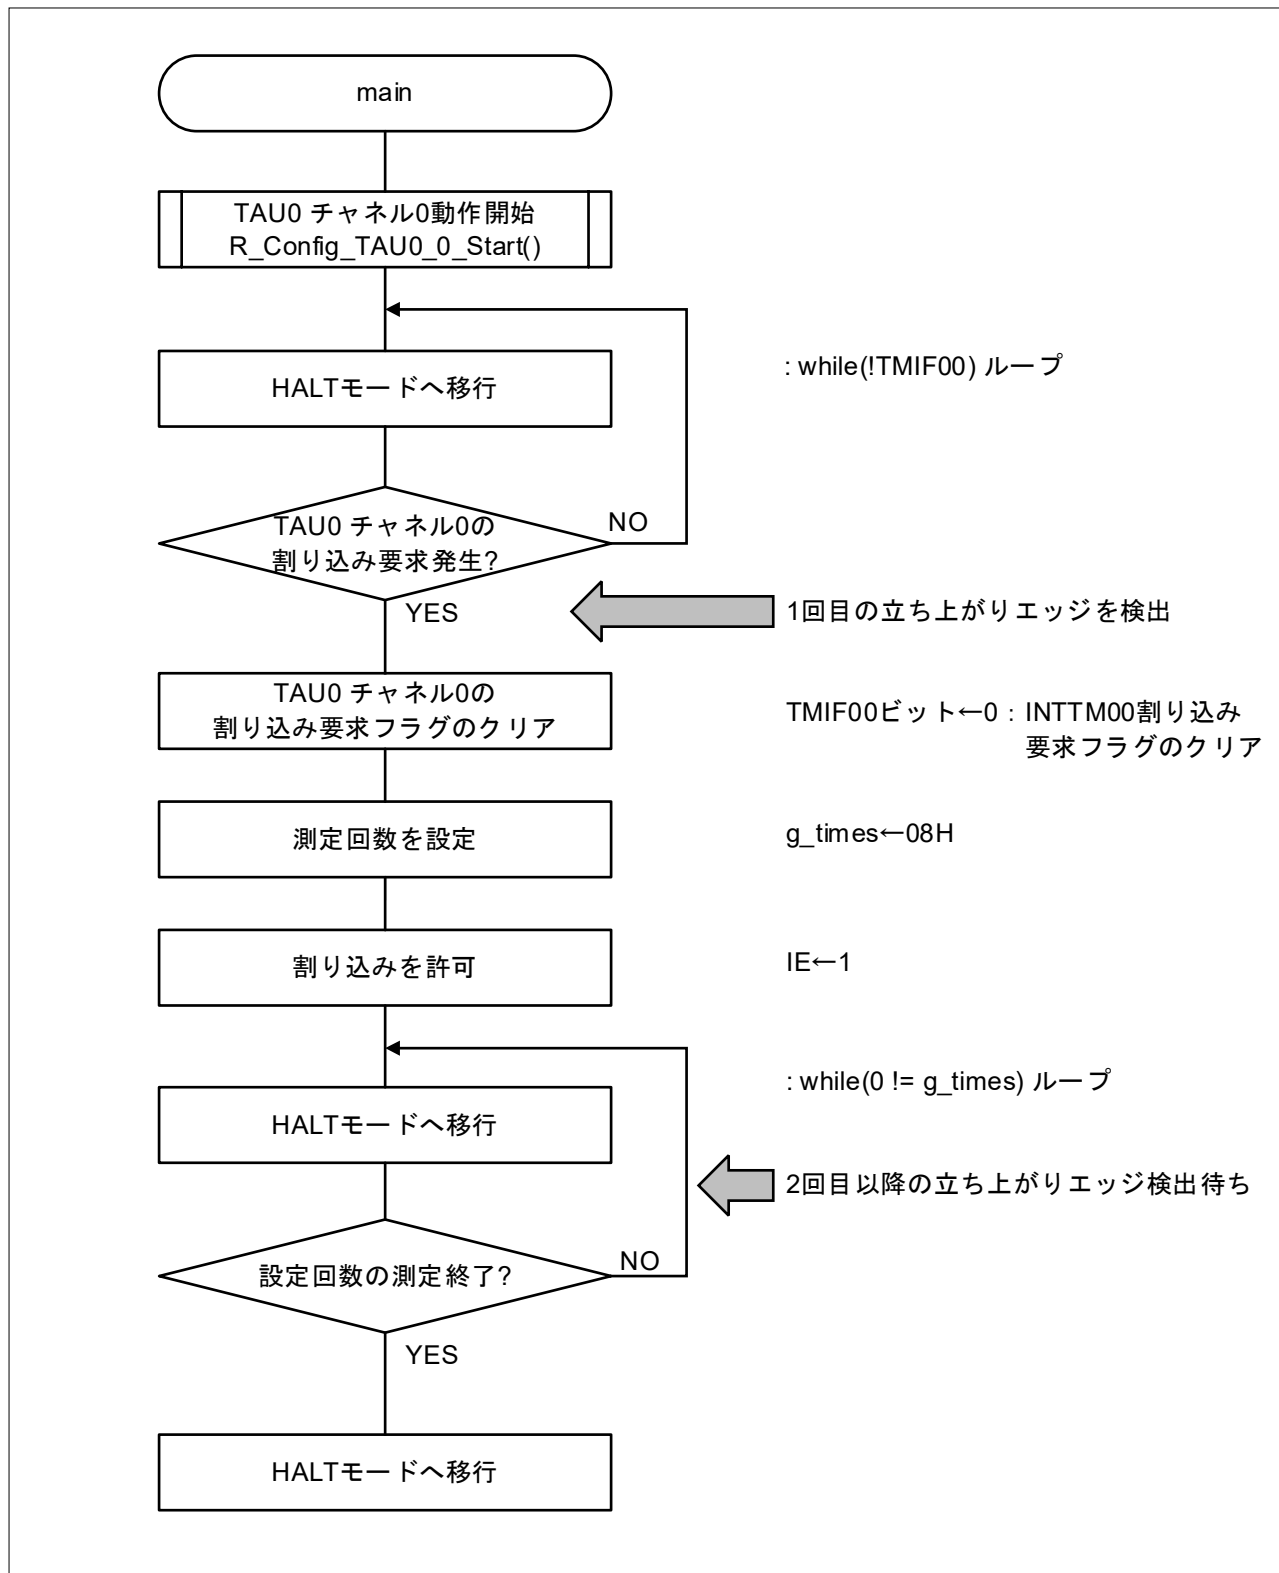 main
TAU0 チャネル0動作開始
R_Config_TAU0_0_Start()
HALTモードへ移行
: while(!TMIF00) ループ
TAU0 チャネル0の
割り込み要求発生?
NO
YES
1回目の立ち上がりエッジを検出
TAU0 チャネル0の
割り込み要求フラグのクリア
TMIF00ビット←0 : INTTM00割り込み
要求フラグのクリア
測定回数を設定
g_times←08H
割り込みを許可
IE←1
: while(0 != g_times) ループ
HALTモードへ移行
2回目以降の立ち上がりエッジ検出待ち
設定回数の測定終了?
NO
YES
HALTモードへ移行